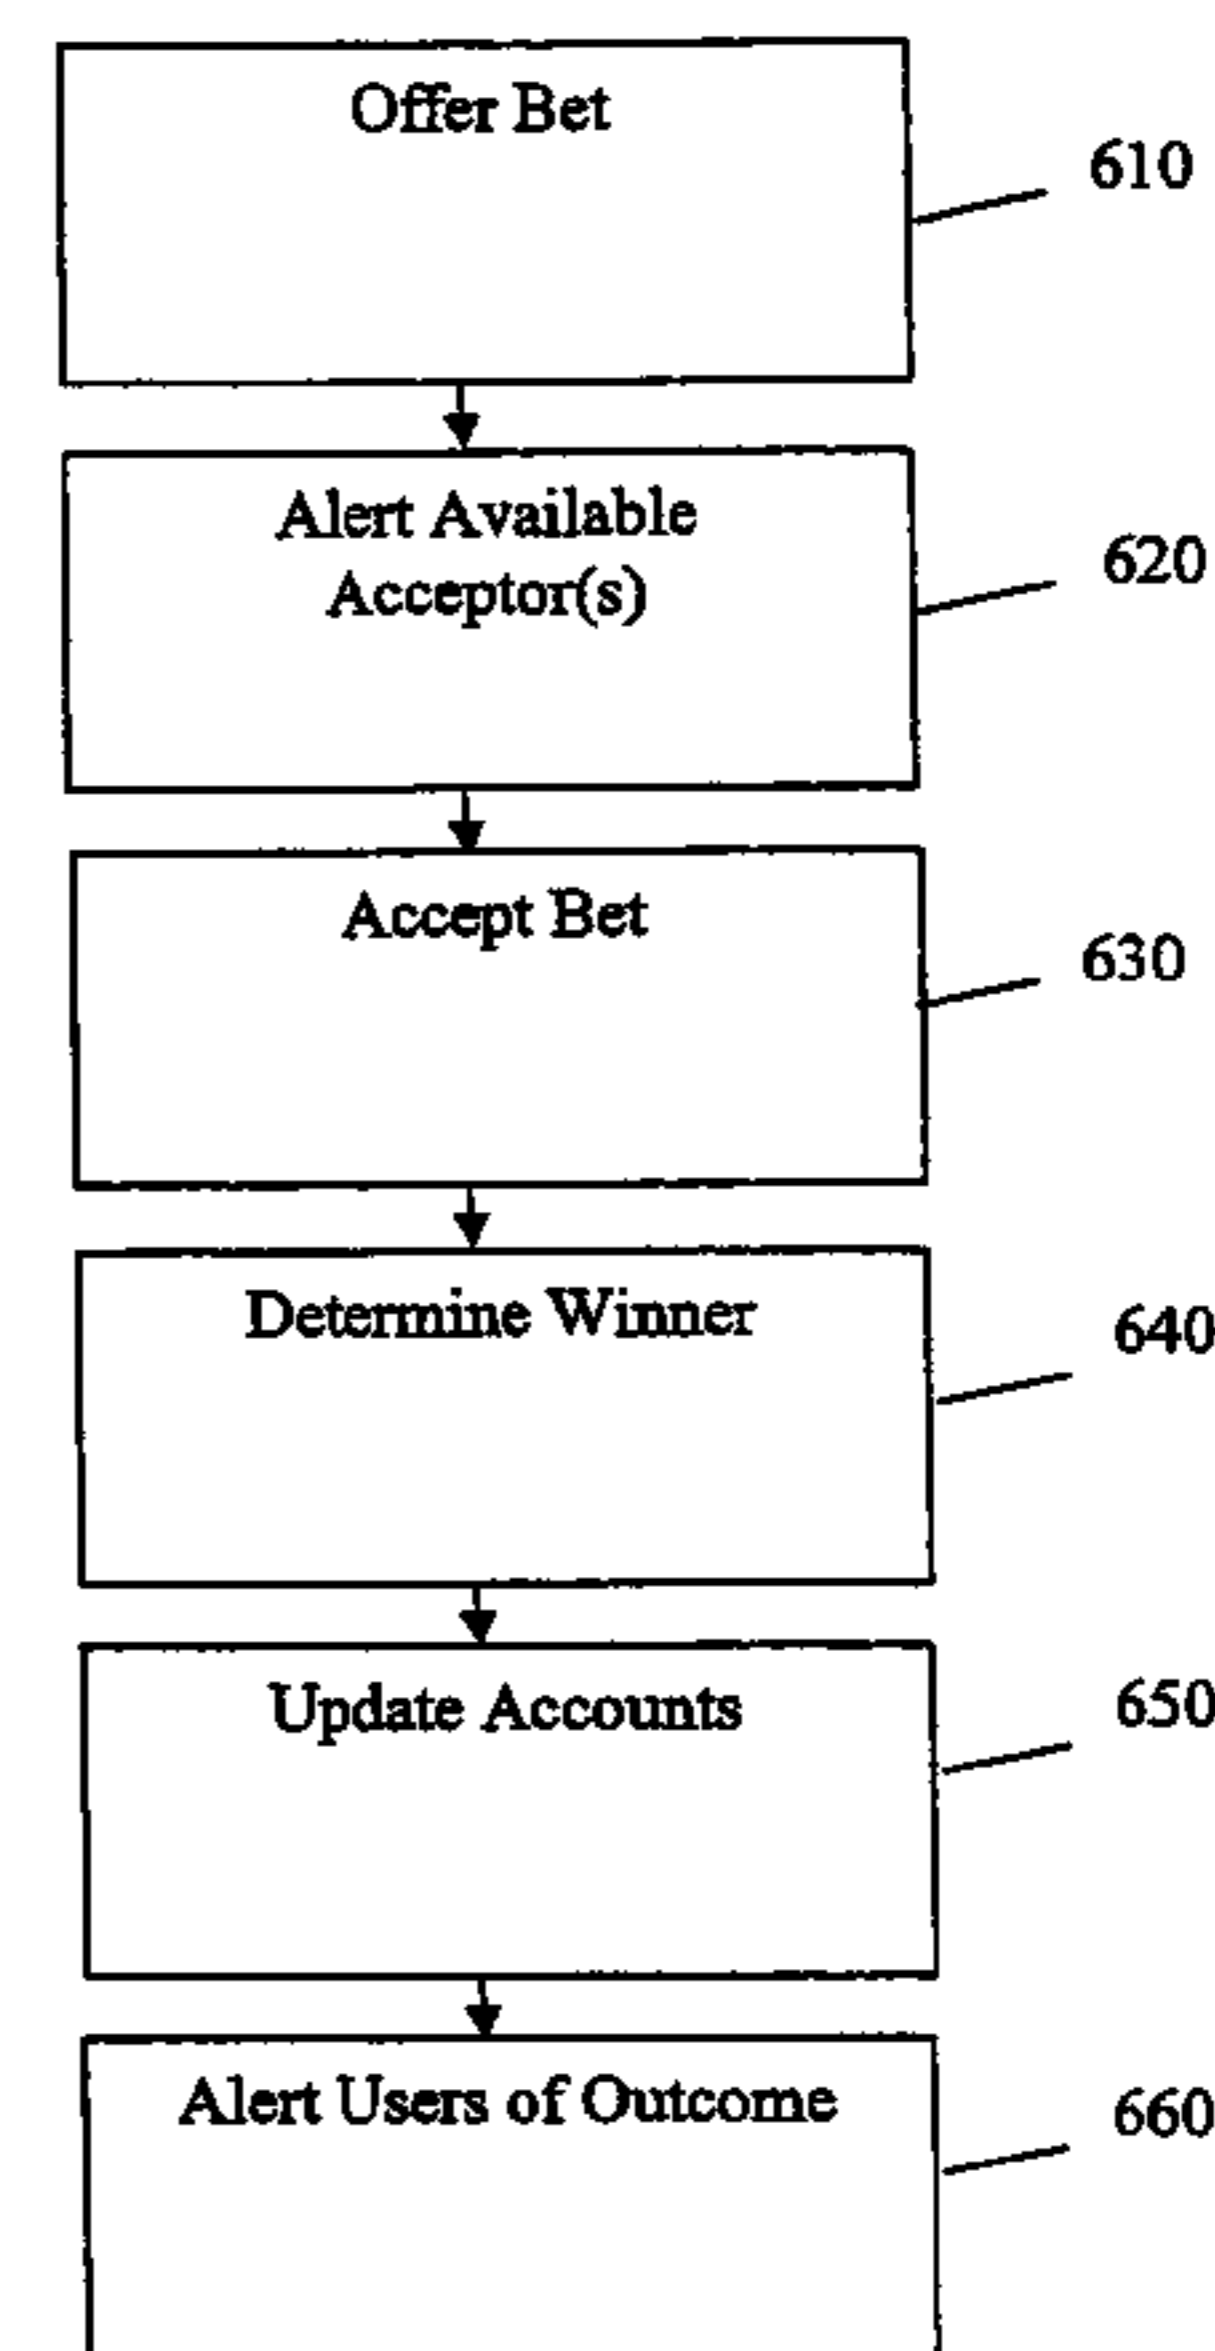 Offer Bet
610
Alert Available
Acceptor(s)
620
Accept Bet
630
Determine Winner
640
Update Accounts
650
Alert Users of Outcome
660